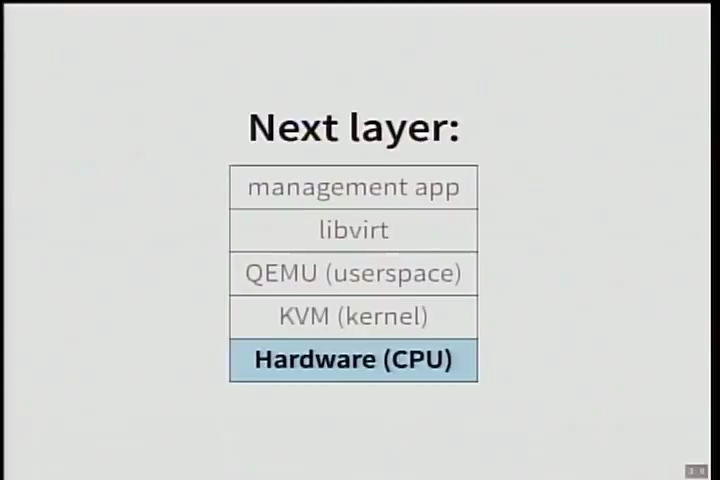 Next layer:
management app
libvirt
QEMU (userspace)
KVM (kernel)
Hardware (CPU)